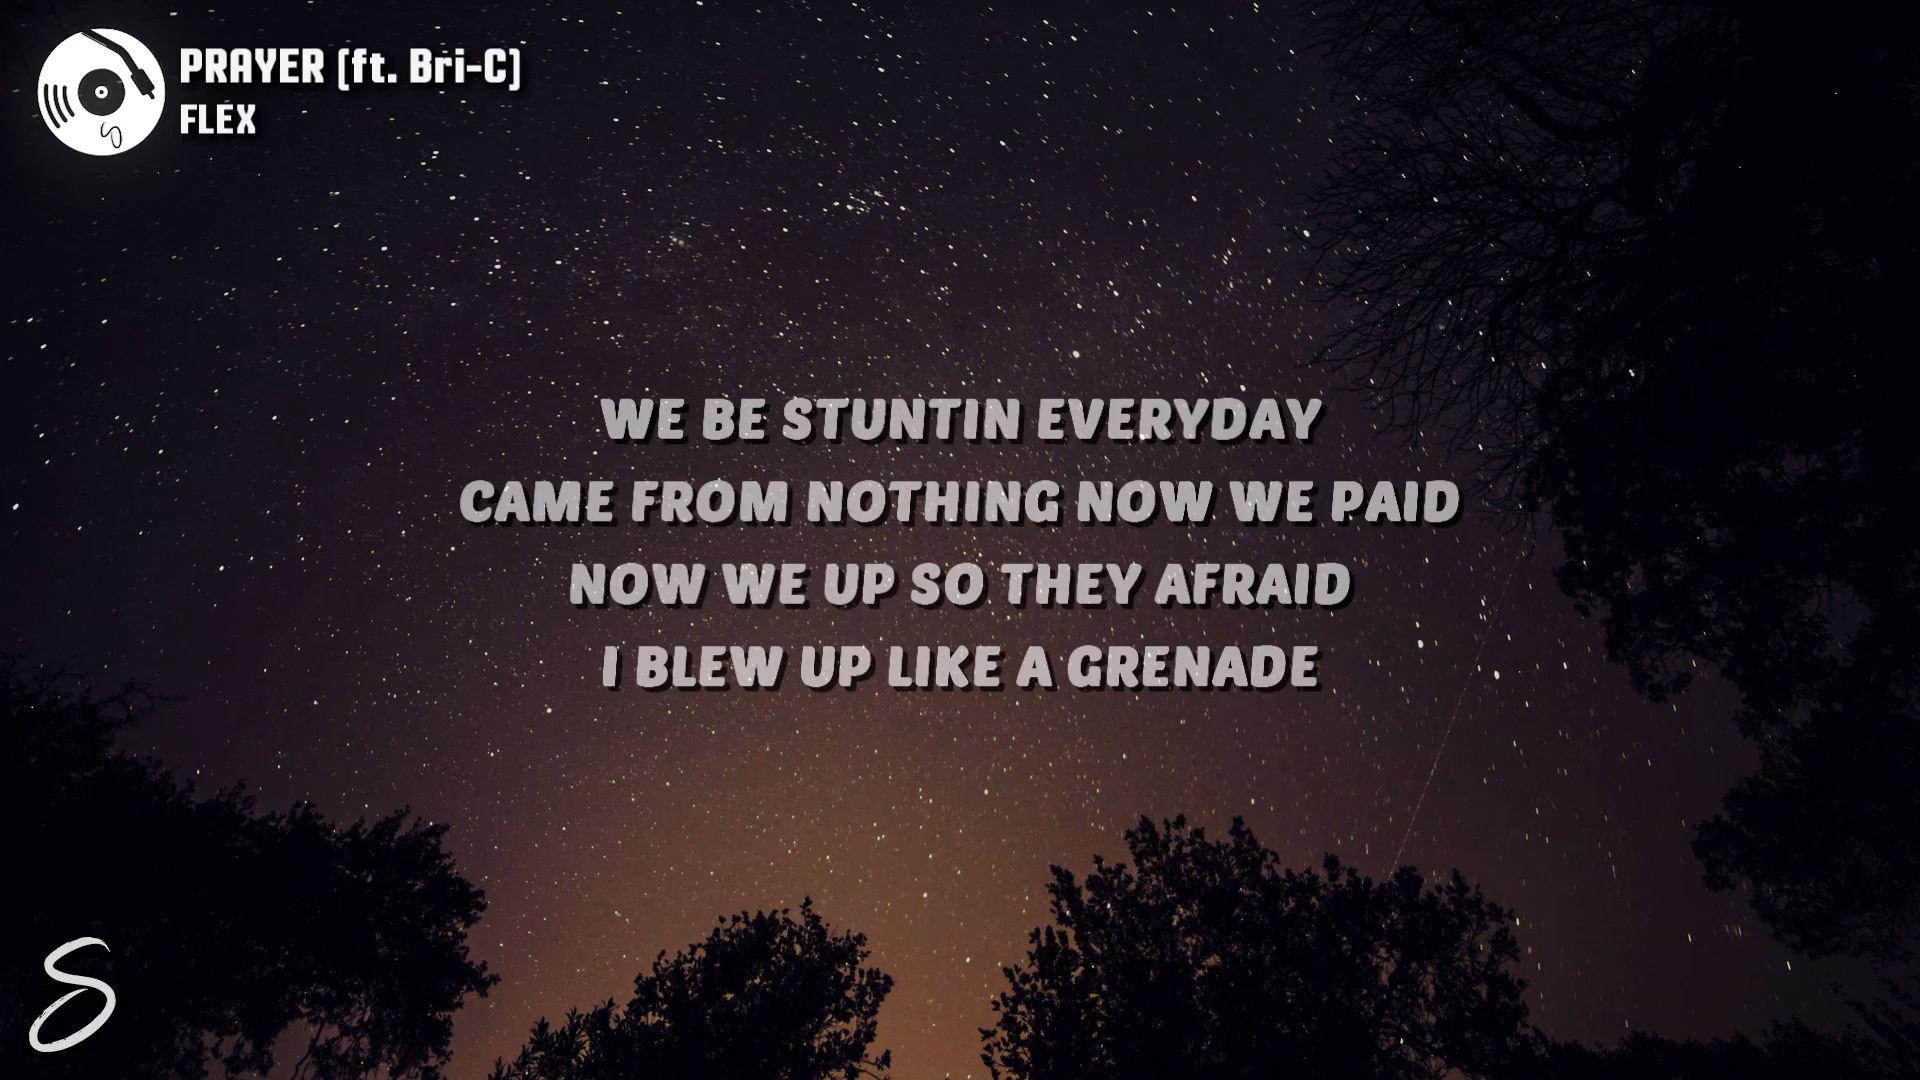 PRAYER [ft. Bri-C]
FLEX
WE BE STUNTIN EVERYDAY
CAME FROM NOTHING NOW WE PAID
NOW WE UP SO THEY AFRAID
I BLEW UP LIKE A GRENADE
S